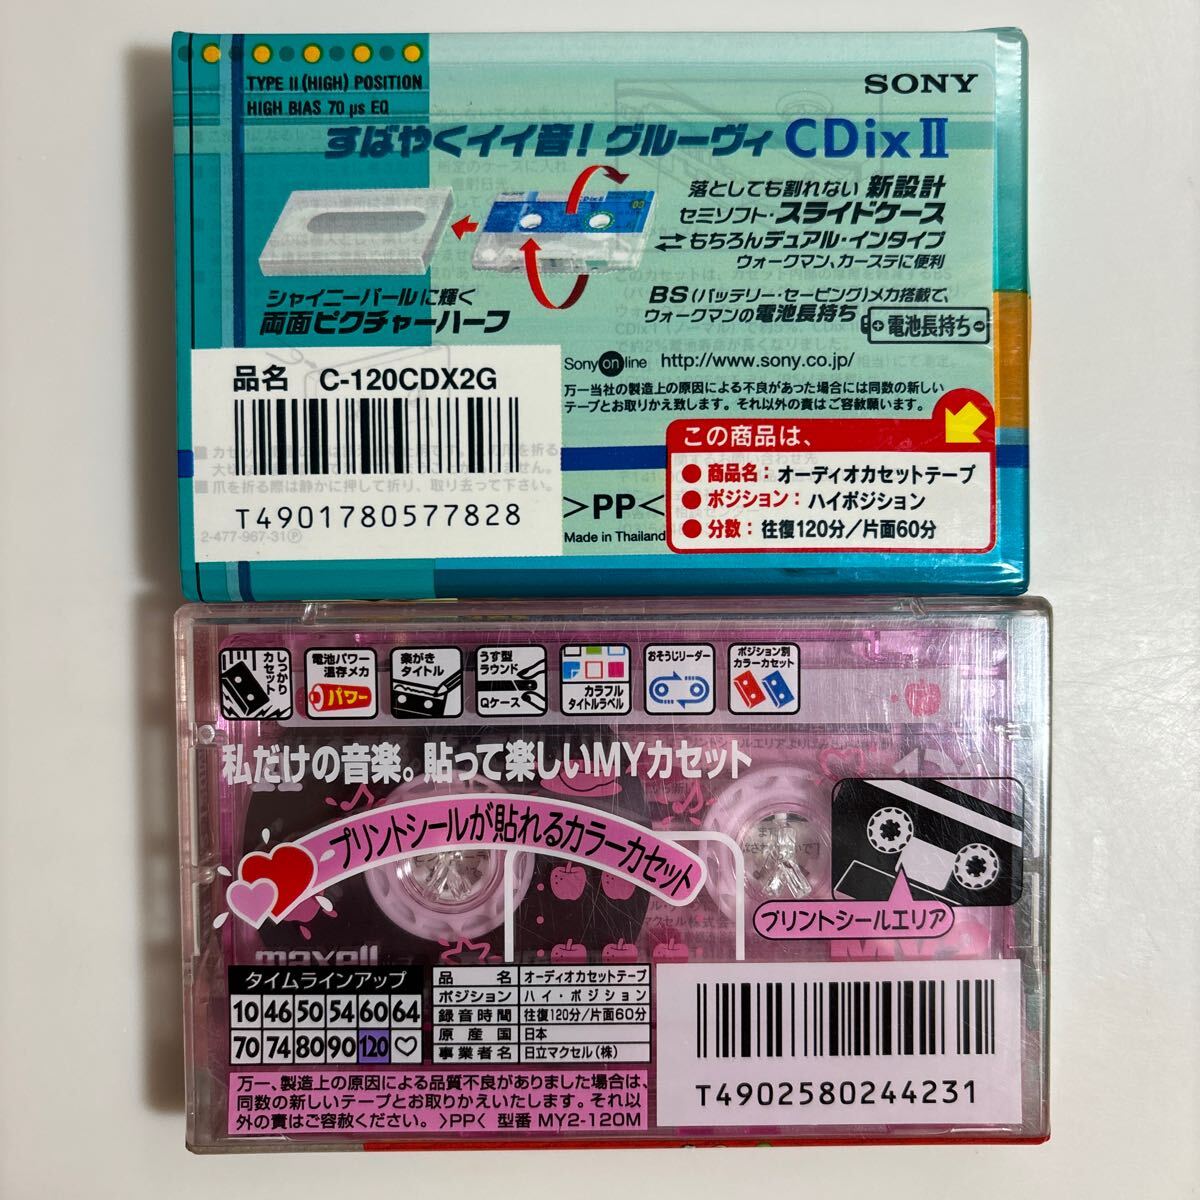 TYPE II (HIGH) POSITION
HIGH BIAS 70 μs EQ
SONY
すばやくイイ音！グルーヴィ CDixⅡ
落としても割れない 新設計
セミソフト・スライドケース
⇄もちろんデュアル・インタイプ
ウォークマン、カーステに便利
シャイニーパールに輝く
両面ピクチャーハーフ
BS(バッテリー・セービング)メカ搭載で、
ウォークマンの電池長持ち
+電池長持ち-
Sony on line http://www.sony.co.jp/
万一当社の製造上の原因による不良があった場合には同数の新しい
テープとお取りかえ致します。それ以外の責はご容赦願います。
品名 C-120CDX2G
T4901780577828
2-477-967-31Ⓟ
>PP<
Made in Thailand
この商品は、
●商品名：オーディオカセットテープ
●ポジション：ハイポジション
●分数：往復120分／片面60分
しっかり
カセット
電池パワー
温存メカ
パワー
楽がき
タイトル
うす型
ラウンド
Qケース
カラフル
タイトルラベル
おそうじリーダー
ポジション別
カラーカセット
私だけの音楽。貼って楽しいMYカセット
プリントシールが貼れるカラーカセット
プリントシールエリア
maxell
タイムラインアップ
10 46 50 54 60 64
70 74 80 90 120 ♡
品名 オーディオカセットテープ
ポジション ハイ・ポジション
録音時間 往復120分/片面60分
原産国 日本
事業者名 日立マクセル(株)
万一、製造上の原因による品質不良がありました場合は、
同数の新しいテープとお取りかえいたします。それ以
外の責はご容赦ください。>PP< 型番 MY2-120M
T4902580244231